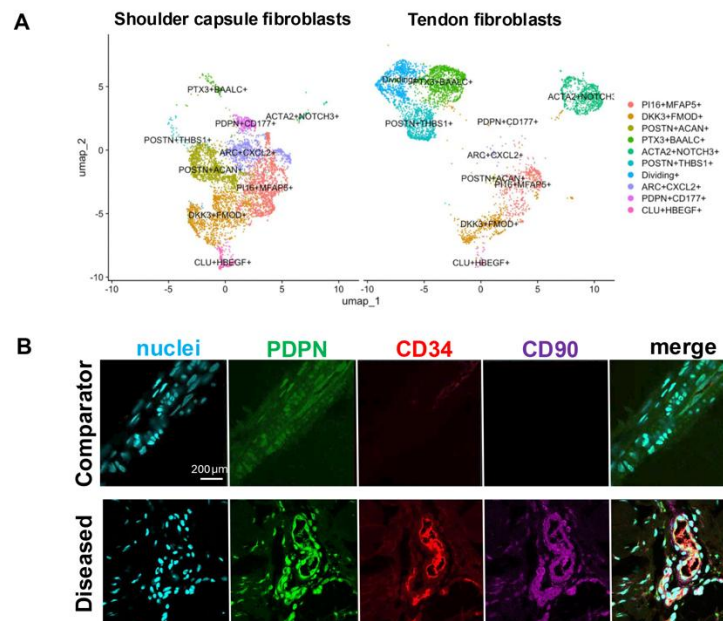 A
Shoulder capsule fibroblasts
Tendon fibroblasts
PTX3+BAALC+
ACTA2+NOTCH3+
PDPN+CD177+
POSTN+THBS1+
ARC+CXCL2+
POSTN+ACAN+
PI16+MFAP5+
DKK3+FMOD+
CLU+HBEGF+
Dividing+
PTX3+BAALC+
ACTA2+NOTCH3
POSTN+THBS1+
PDPN+CD177+
ARC+CXCL2+
POSTN+ACAN+
PI16+MFAP5+
DKK3+FMOD+
CLU+HBEGF+
PI16+MFAP5+
DKK3+FMOD+
POSTN+ACAN+
PTX3+BAALC+
ACTA2+NOTCH3+
POSTN+THBS1+
Dividing+
ARC+CXCL2+
PDPN+CD177+
CLU+HBEGF+
umap_2
5
0
-5
-10
-10 -5 0 5 10 -10 -5 0 5 10
umap_1
B
nuclei PDPN CD34 CD90 merge
Comparator
200 µm
Diseased